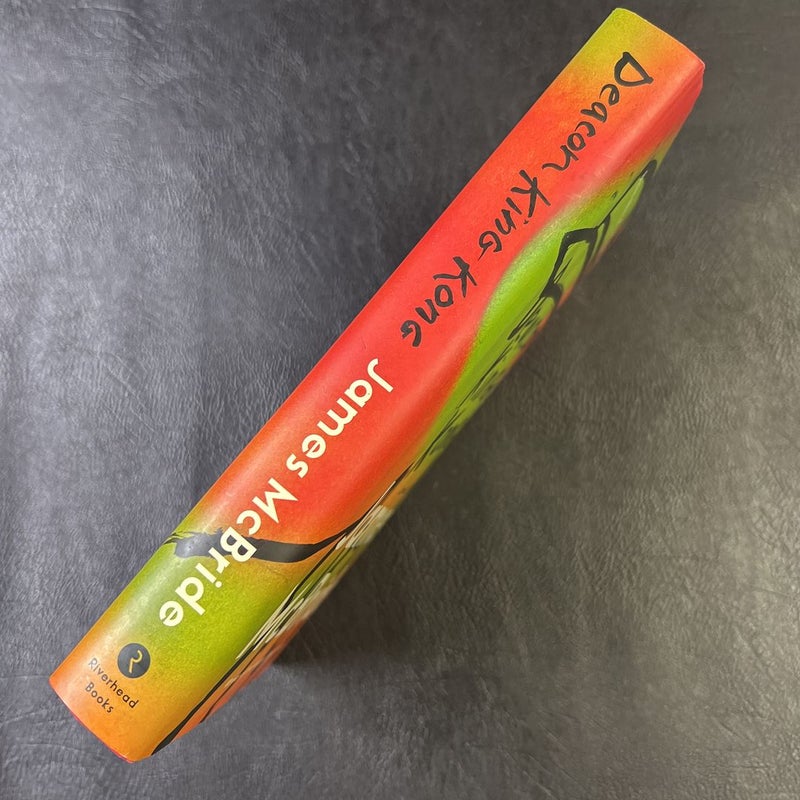 Deacon King Kong
James McBride
R
Riverhead
Books